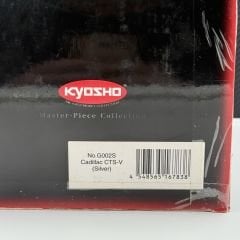 KYOSHO
Master-Piece Collection
No G002S
Cadillac CTS-V
(Silver)
4 548565 167838